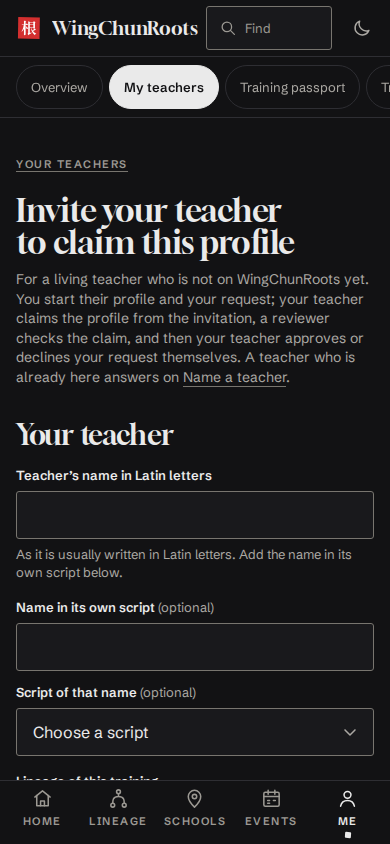 根 WingChunRoots Find
Overview My teachers Training passport
YOUR TEACHERS
Invite your teacher
to claim this profile
For a living teacher who is not on WingChunRoots yet.
You start their profile and your request; your teacher
claims the profile from the invitation, a reviewer
checks the claim, and then your teacher approves or
declines your request themselves. A teacher who is
already here answers on Name a teacher.
Your teacher
Teacher’s name in Latin letters
As it is usually written in Latin letters. Add the name in its
own script below.
Name in its own script (optional)
Script of that name (optional)
Choose a script
Lineage of this training
HOME LINEAGE SCHOOLS EVENTS ME